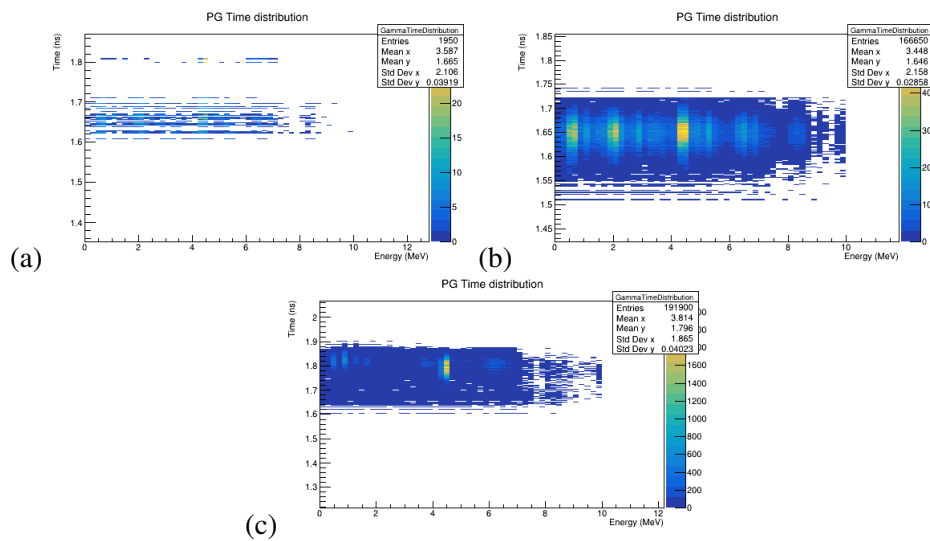 PG Time distribution
GammaTimeDistribution
Entries 1950
Mean x 3.587
Mean y 1.665
Std Dev x 2.106
Std Dev y 0.03919
Time (ns)
1.8
1.7
1.6
1.5
1.4
0 2 4 6 8 10 12
Energy (MeV)
20
15
10
5
0
(a)
PG Time distribution
GammaTimeDistribution
Entries 166650
Mean x 3.448
Mean y 1.646
Std Dev x 2.158
Std Dev y 0.02858
Time (ns)
1.85
1.8
1.75
1.7
1.65
1.6
1.55
1.5
1.45
0 2 4 6 8 10
Energy (MeV)
(b)
PG Time distribution
GammaTimeDistribution
Entries 191900
Mean x 3.814
Mean y 1.796
Std Dev x 1.865
Std Dev y 0.04023
Time (ns)
2
1.9
1.8
1.7
1.6
1.5
1.4
1.3
0 2 4 6 8 10 12
Energy (MeV)
1600
1400
1200
1000
800
600
400
200
0
(c)